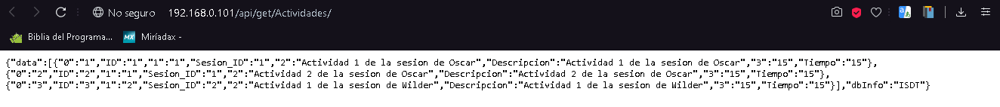 No seguro 192.168.0.101/api/get/Actividades/
Biblia del Programa... MX Miríadax -
{"data":[{"0":"1","ID":"1","1":"1","Sesion_ID":"1","2":"Actividad 1 de la sesion de Oscar","Descripcion":"Actividad 1 de la sesion de Oscar","3":"15","Tiempo":"15"},
{"0":"2","ID":"2","1":"1","Sesion_ID":"1","2":"Actividad 2 de la sesion de Oscar","Descripcion":"Actividad 2 de la sesion de Oscar","3":"15","Tiempo":"15"},
{"0":"3","ID":"3","1":"2","Sesion_ID":"2","2":"Actividad 1 de la sesion de Wilder","Descripcion":"Actividad 1 de la sesion de Wilder","3":"15","Tiempo":"15"}],"dbInfo":"ISDT"}